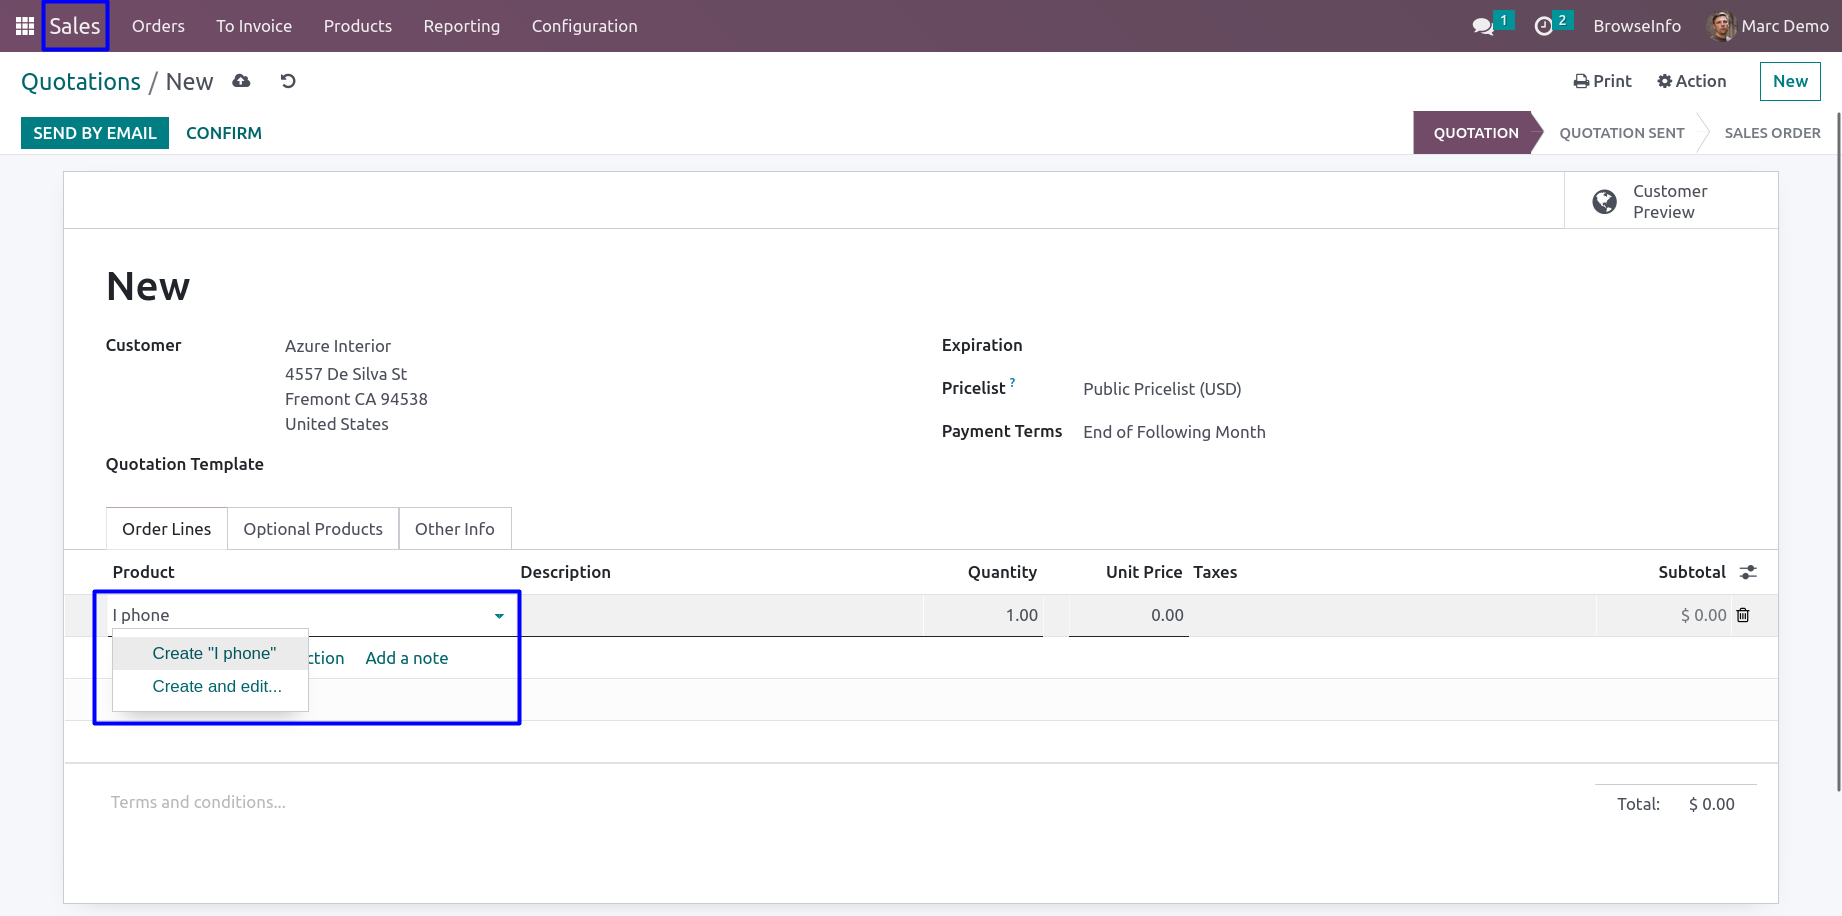 Sales Orders To Invoice Products Reporting Configuration 1 2 BrowseInfo Marc Demo
Quotations / New Print Action New
SEND BY EMAIL CONFIRM QUOTATION QUOTATION SENT SALES ORDER
Customer
Preview
New
Customer Azure Interior Expiration
4557 De Silva St
Fremont CA 94538
United States
Pricelist ? Public Pricelist (USD)
Payment Terms End of Following Month
Quotation Template
Order Lines Optional Products Other Info
Product Description Quantity Unit Price Taxes Subtotal
I phone 1.00 0.00 $ 0.00
Create "I phone" ction Add a note
Create and edit...
Terms and conditions...
Total: $ 0.00